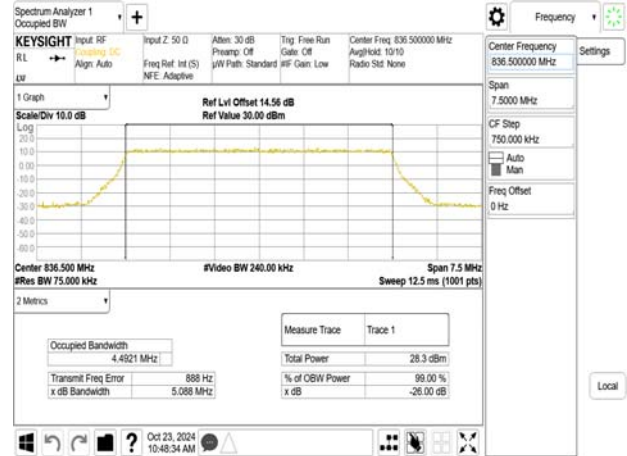 Spectrum Analyzer 1
Occupied BW
Frequency
KEYSIGHT
Input: RF
Coupling: DC
Align: Auto
Input Z: 50 Ω
Freq Ref: Int (S)
NFE: Adaptive
Atten: 30 dB
Preamp: Off
µW Path: Standard
Trig: Free Run
Gate: Off
#IF Gain: Low
Center Freq: 836.500000 MHz
Avg|Hold: 10/10
Radio Std: None
RL
Center Frequency
836.500000 MHz
Settings
Span
7.5000 MHz
CF Step
750.000 kHz
Auto
Man
Freq Offset
0 Hz
Local
1 Graph
Scale/Div 10.0 dB
Ref Lvl Offset 14.56 dB
Ref Value 30.00 dBm
Log
20.0
10.0
0.00
-10.0
-20.0
-30.0
-40.0
-50.0
-60.0
Center 836.500 MHz
#Res BW 75.000 kHz
#Video BW 240.00 kHz
Span 7.5 MHz
Sweep 12.5 ms (1001 pts)
2 Metrics
Measure Trace Trace 1
Occupied Bandwidth
4.4921 MHz
Total Power 28.3 dBm
Transmit Freq Error 888 Hz
% of OBW Power 99.00 %
x dB Bandwidth 5.088 MHz
x dB -26.00 dB
?
Oct 23, 2024
10:48:34 AM